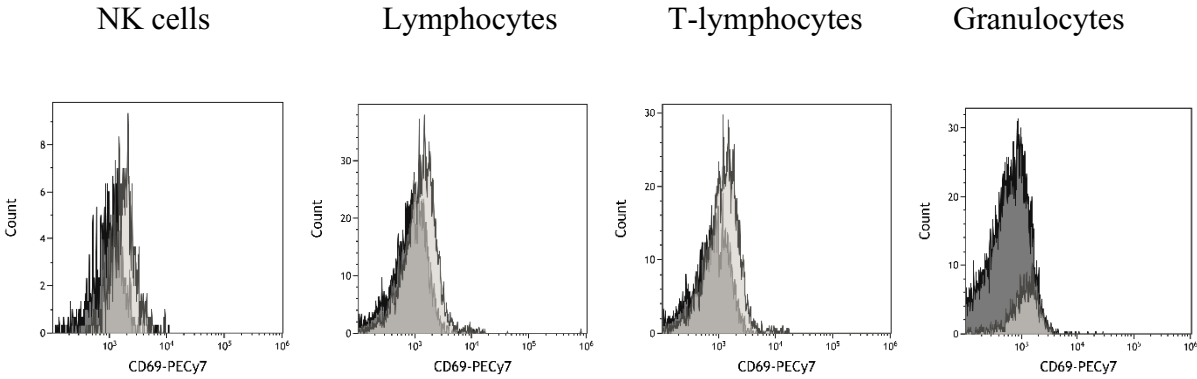 NK cells
Lymphocytes
T-lymphocytes
Granulocytes
Count
8
6
4
2
0
10³
10⁴
10⁵
10⁶
CD69-PECy7
Count
30
20
10
0
10³
10⁴
10⁵
10⁶
CD69-PECy7
Count
30
20
10
0
10³
10⁴
10⁵
10⁶
CD69-PECy7
Count
30
20
10
0
10³
10⁴
10⁵
10⁶
CD69-PECy7